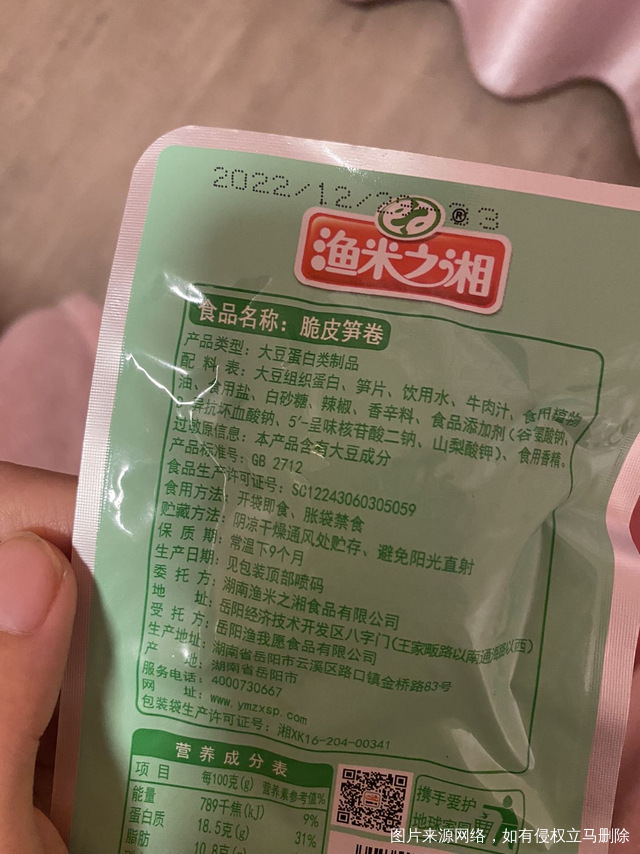 2022/12/
渔米之湘
®
食品名称：脆皮笋卷
产品类型：大豆蛋白类制品
配 料 表：大豆组织蛋白、笋片、饮用水、牛肉汁、食用植物
油、食用盐、白砂糖、辣椒、香辛料、食品添加剂（谷氨酸钠、
抗坏血酸钠、5′-呈味核苷酸二钠、山梨酸钾）、食用香精。
过敏原信息：本产品含有大豆成分
产品标准号：GB 2712
食品生产许可证号：SC12243060305059
食用方法：开袋即食、胀袋禁食
贮藏方法：阴凉干燥通风处贮存、避免阳光直射
保 质 期：常温下9个月
生产日期：见包装顶部喷码
委 托 方：湖南渔米之湘食品有限公司
地 址：岳阳经济技术开发区八字门(王家畈路以南通海路以西)
受 托 方：岳阳渔我愿食品有限公司
生产地址：湖南省岳阳市云溪区路口镇金桥路83号
产 地：湖南省岳阳市
服务电话：4000730667
网 址：www.ymzxsp.com
包装袋生产许可证号：湘XK16-204-00341
营养成分表
项目 每100克(g) 营养素参考值%
能量 789千焦(kJ) 9%
蛋白质 18.5克(g) 31%
脂肪 10.8克(g)
携手爱护
地球家园
图片来源网络，如有侵权立马删除